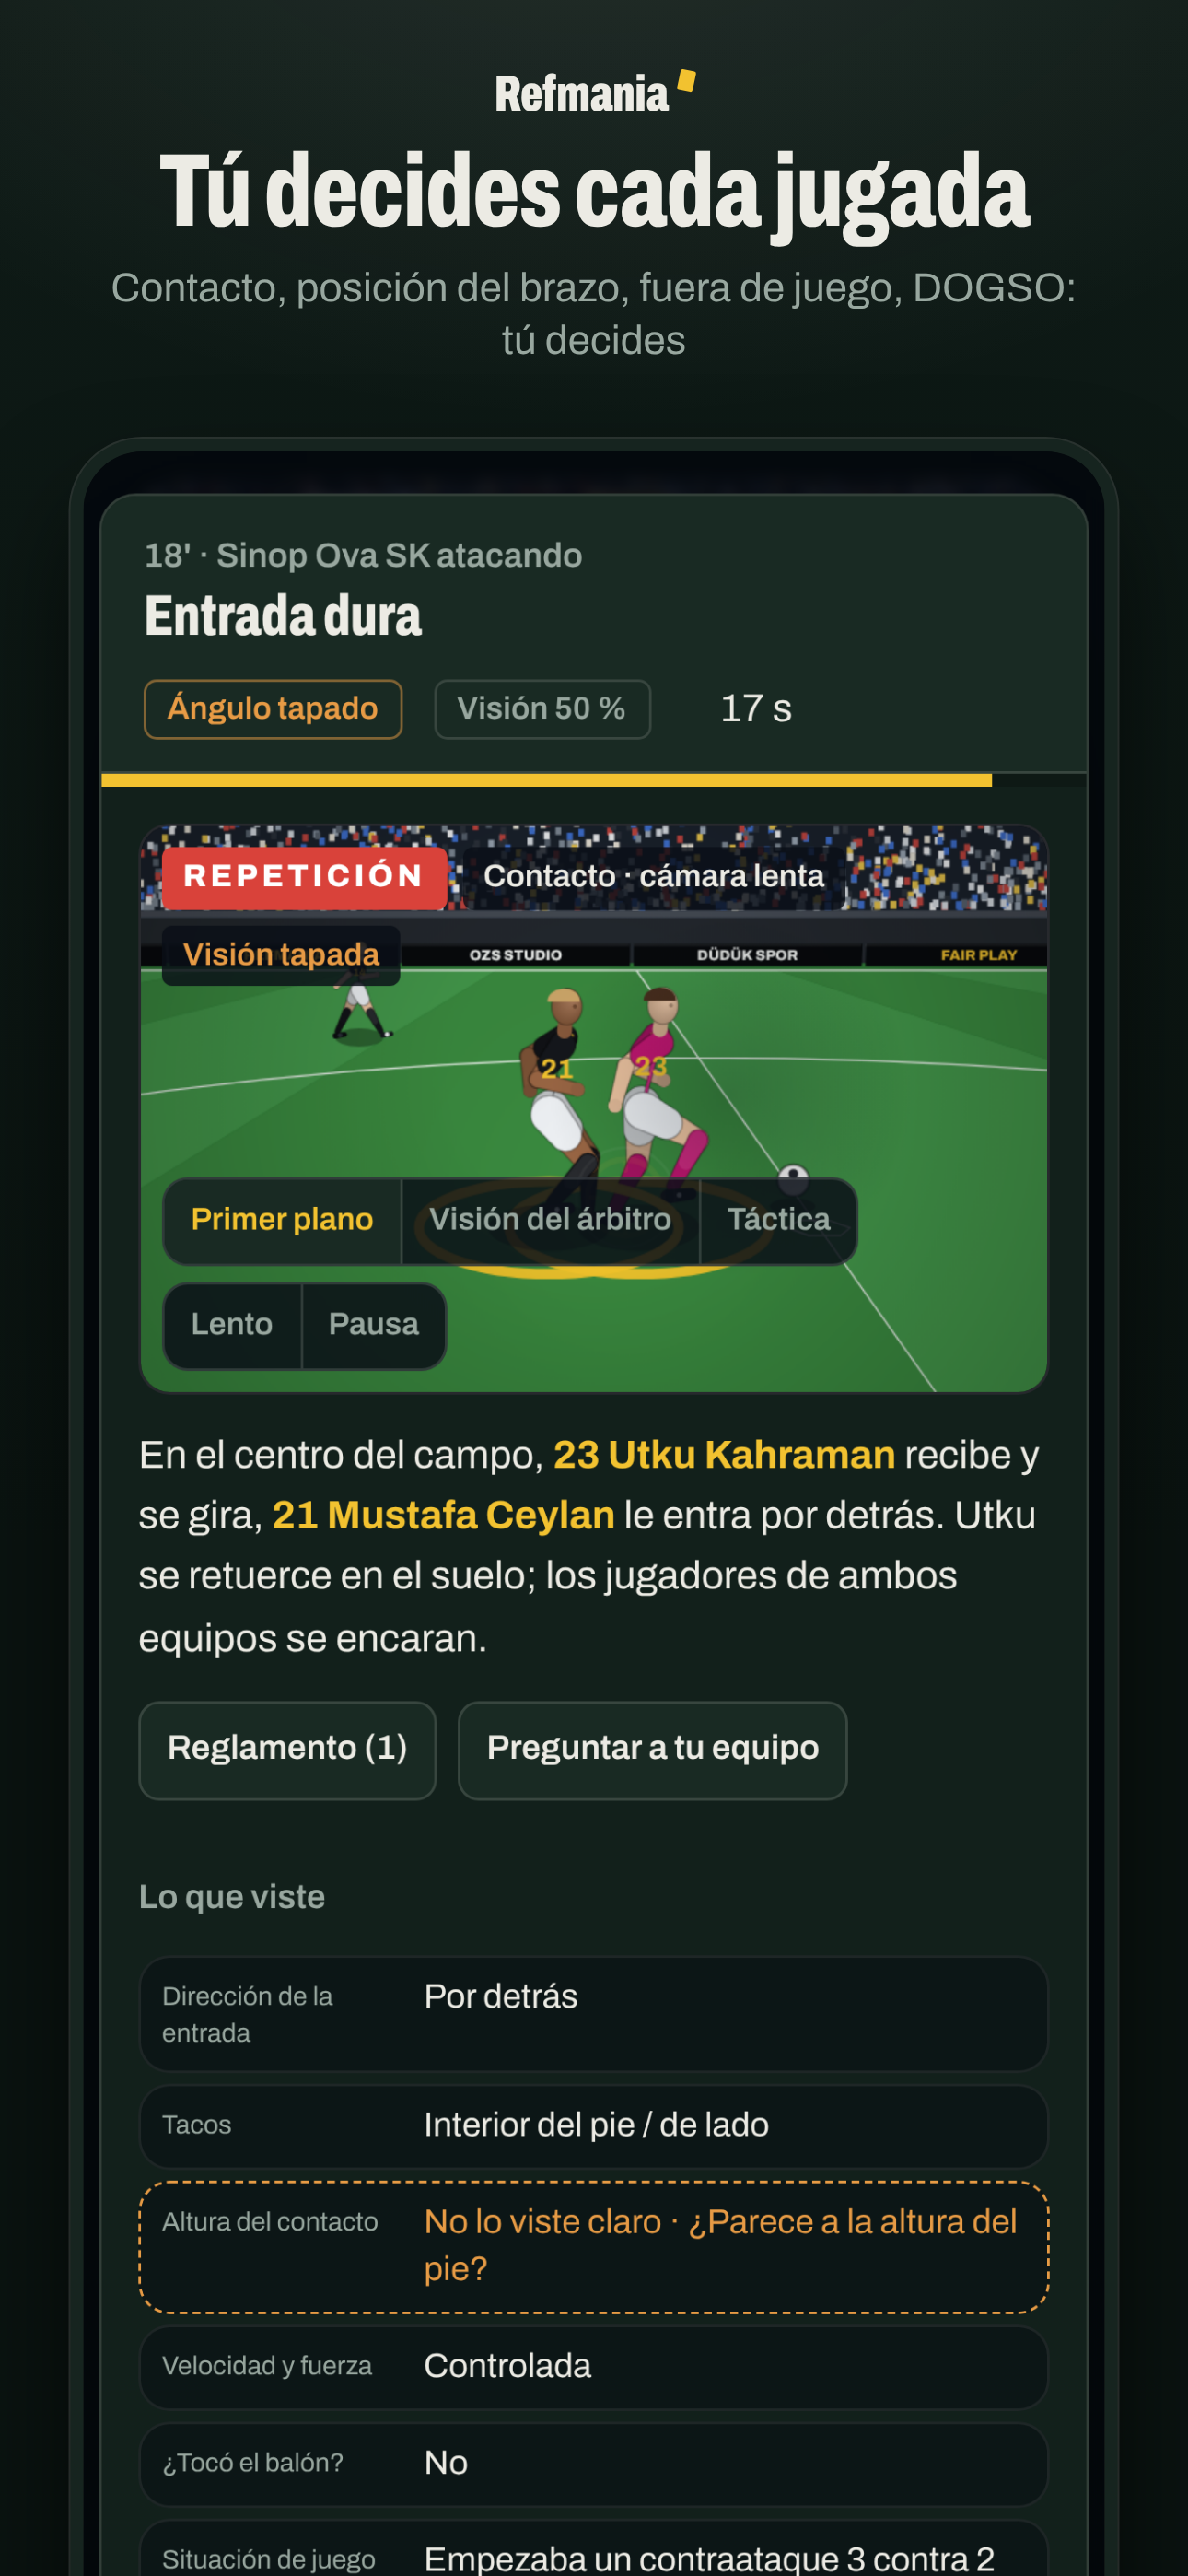 Refmania
Tú decides cada jugada
Contacto, posición del brazo, fuera de juego, DOGSO:
tú decides
18' · Sinop Ova SK atacando
Entrada dura
Ángulo tapado
Visión 50 %
17 s
REPETICIÓN
Contacto · cámara lenta
Visión tapada
OZS STUDIO
DÜDÜK SPOR
FAIR PLAY
21
23
Primer plano
Visión del árbitro
Táctica
Lento
Pausa
En el centro del campo, 23 Utku Kahraman recibe y
se gira, 21 Mustafa Ceylan le entra por detrás. Utku
se retuerce en el suelo; los jugadores de ambos
equipos se encaran.
Reglamento (1)
Preguntar a tu equipo
Lo que viste
Dirección de la
entrada
Por detrás
Tacos
Interior del pie / de lado
Altura del contacto
No lo viste claro · ¿Parece a la altura del
pie?
Velocidad y fuerza
Controlada
¿Tocó el balón?
No
Situación de juego
Empezaba un contraataque 3 contra 2